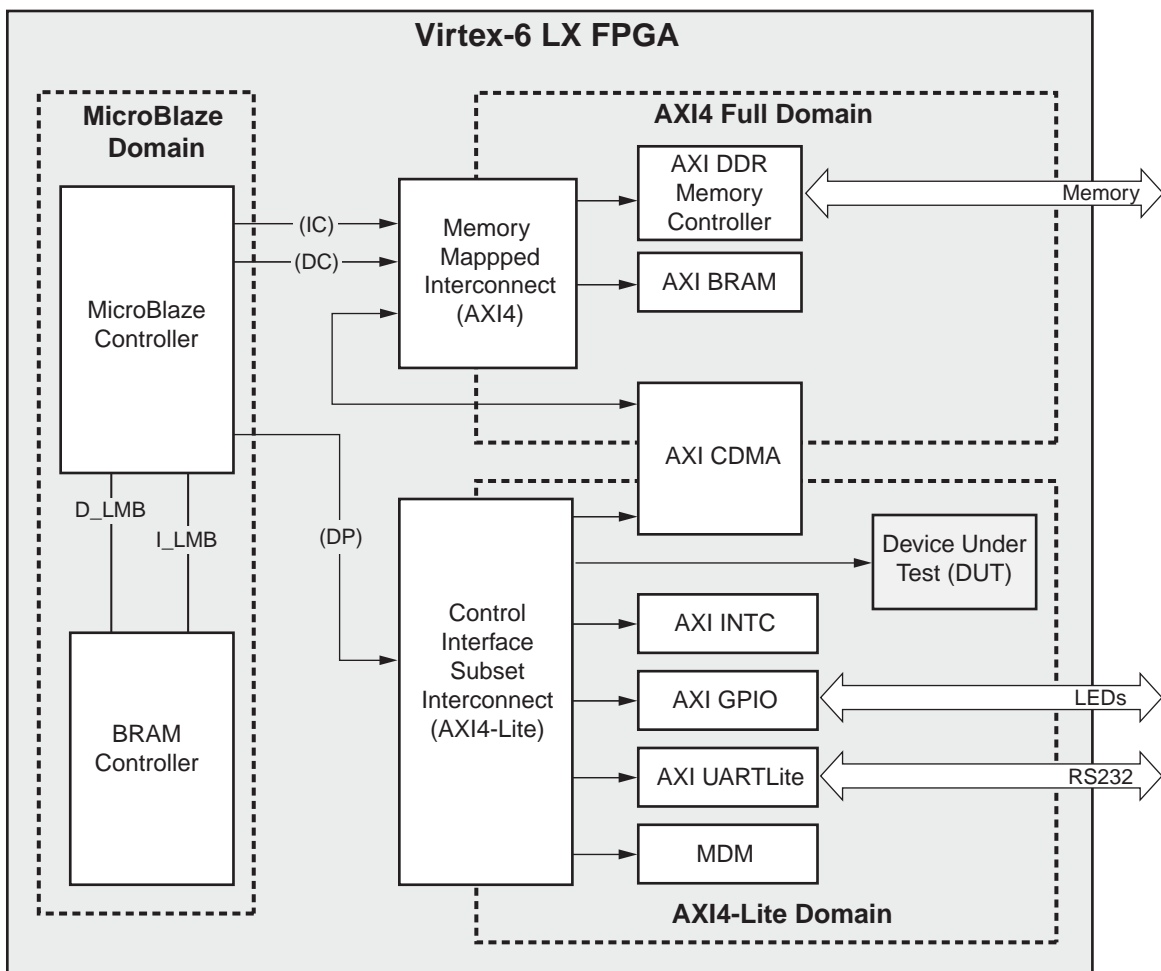 Virtex-6 LX FPGA
MicroBlaze
Domain
AXI4 Full Domain
MicroBlaze
Controller
(IC)
(DC)
Memory
Mappped
Interconnect
(AXI4)
AXI DDR
Memory
Controller
Memory
AXI BRAM
AXI CDMA
D_LMB
I_LMB
(DP)
Device Under
Test (DUT)
Control
Interface
Subset
Interconnect
(AXI4-Lite)
AXI INTC
AXI GPIO
LEDs
BRAM
Controller
AXI UARTLite
RS232
MDM
AXI4-Lite Domain